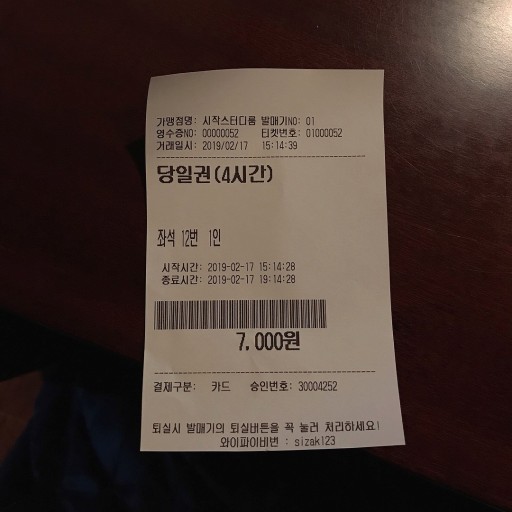 가맹점명: 시작스터디룸 발매기NO: 01
영수증NO: 00000052 티켓번호: 01000052
거래일시: 2019/02/17 15:14:39
당일권(4시간)
좌석 12번 1인
시작시간: 2019-02-17 15:14:28
종료시간: 2019-02-17 19:14:28
7,000원
결제구분: 카드 승인번호: 30004252
퇴실시 발매기의 퇴실버튼을 꼭 눌러 처리하세요!
와이파이비번 : sizak123